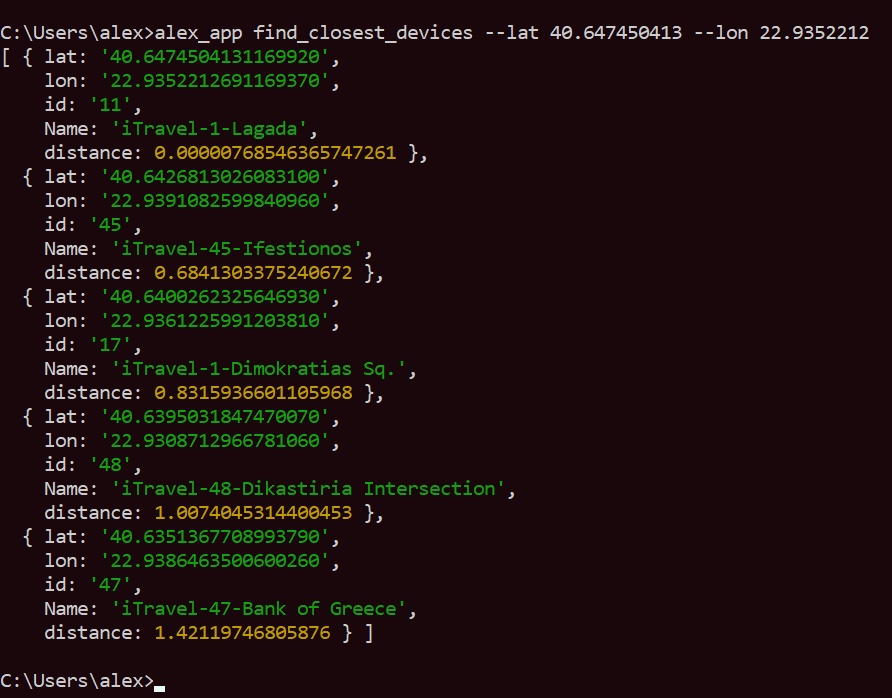 C:\Users\alex>alex_app find_closest_devices --lat 40.647450413 --lon 22.9352212
[ { lat: '40.6474504131169920',
lon: '22.9352212691169370',
id: '11',
Name: 'iTravel-1-Lagada',
distance: 0.00000768546365747261 },
{ lat: '40.6426813026083100',
lon: '22.9391082599840960',
id: '45',
Name: 'iTravel-45-Ifestionos',
distance: 0.6841303375240672 },
{ lat: '40.6400262325646930',
lon: '22.9361225991203810',
id: '17',
Name: 'iTravel-1-Dimokratias Sq.',
distance: 0.8315936601105968 },
{ lat: '40.6395031847470070',
lon: '22.9308712966781060',
id: '48',
Name: 'iTravel-48-Dikastiria Intersection',
distance: 1.0074045314400453 },
{ lat: '40.6351367708993790',
lon: '22.9386463500600260',
id: '47',
Name: 'iTravel-47-Bank of Greece',
distance: 1.42119746805876 } ]
C:\Users\alex>